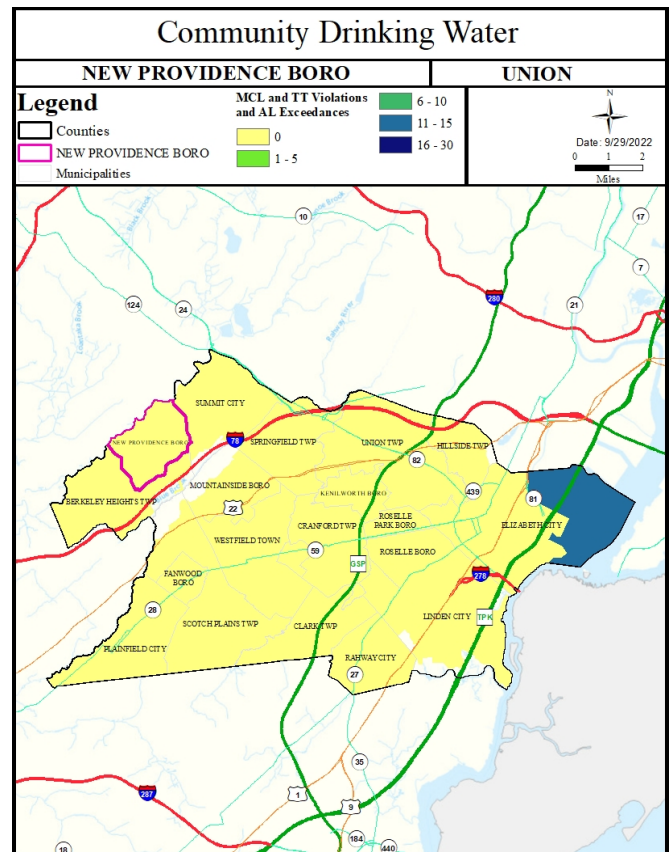 Community Drinking Water
NEW PROVIDENCE BORO
UNION
Legend
Counties
NEW PROVIDENCE BORO
Municipalities
MCL and TT Violations
and AL Exceedances
0
1 - 5
6 - 10
11 - 15
16 - 30
N
Date: 9/29/2022
0 1 2
Miles
10
17
7
280
124
24
21
SUMMIT CITY
NEW PROVIDENCE BORO
78
SPRINGFIELD TWP
UNION TWP
HILLSIDE TWP
82
MOUNTAINSIDE BORO
KENILWORTH BORO
439
BERKELEY HEIGHTS TWP
22
81
ROSELLE
PARK BORO
CRANFORD TWP
ELIZABETH CITY
WESTFIELD TOWN
59
ROSELLE BORO
GSP
FANWOOD
BORO
278
28
SCOTCH PLAINS TWP
CLARK TWP
LINDEN CITY
TPK
PLAINFIELD CITY
RAHWAY CITY
27
35
287
1
9
184
18
440